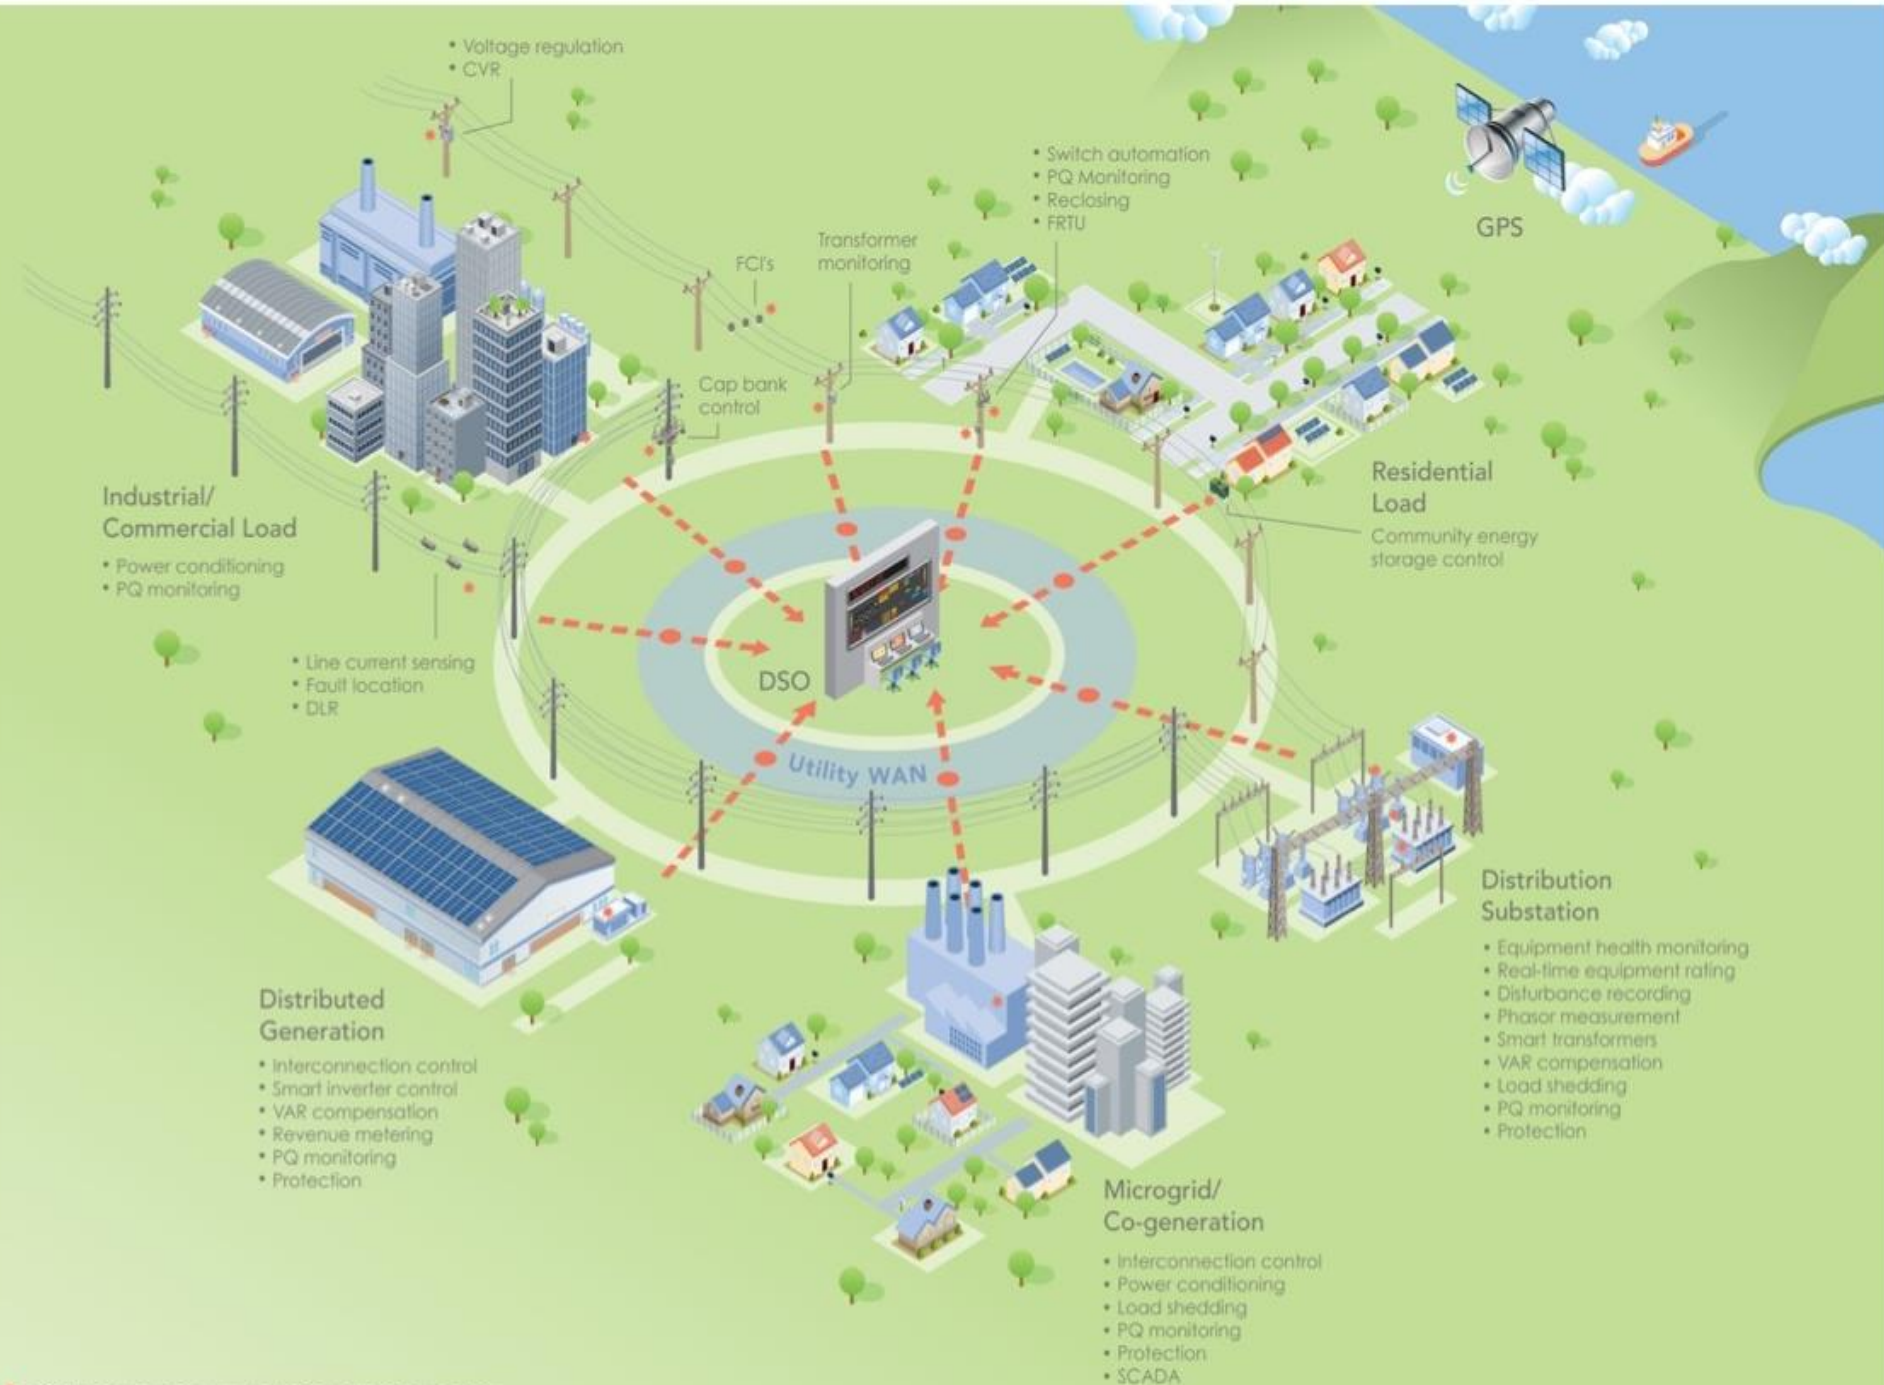 • Voltage regulation
• CVR
• Switch automation
• PQ Monitoring
• Reclosing
• FRTU
GPS
Transformer
monitoring
FCI's
Cap bank
control
Industrial/
Commercial Load
• Power conditioning
• PQ monitoring
Residential
Load
Community energy
storage control
• Line current sensing
• Fault location
• DLR
DSO
Utility WAN
Distribution
Substation
• Equipment health monitoring
• Real-time equipment rating
• Disturbance recording
• Phasor measurement
• Smart transformers
• VAR compensation
• Load shedding
• PQ monitoring
• Protection
Distributed
Generation
• Interconnection control
• Smart inverter control
• VAR compensation
• Revenue metering
• PQ monitoring
• Protection
Microgrid/
Co-generation
• Interconnection control
• Power conditioning
• Load shedding
• PQ monitoring
• Protection
• SCADA